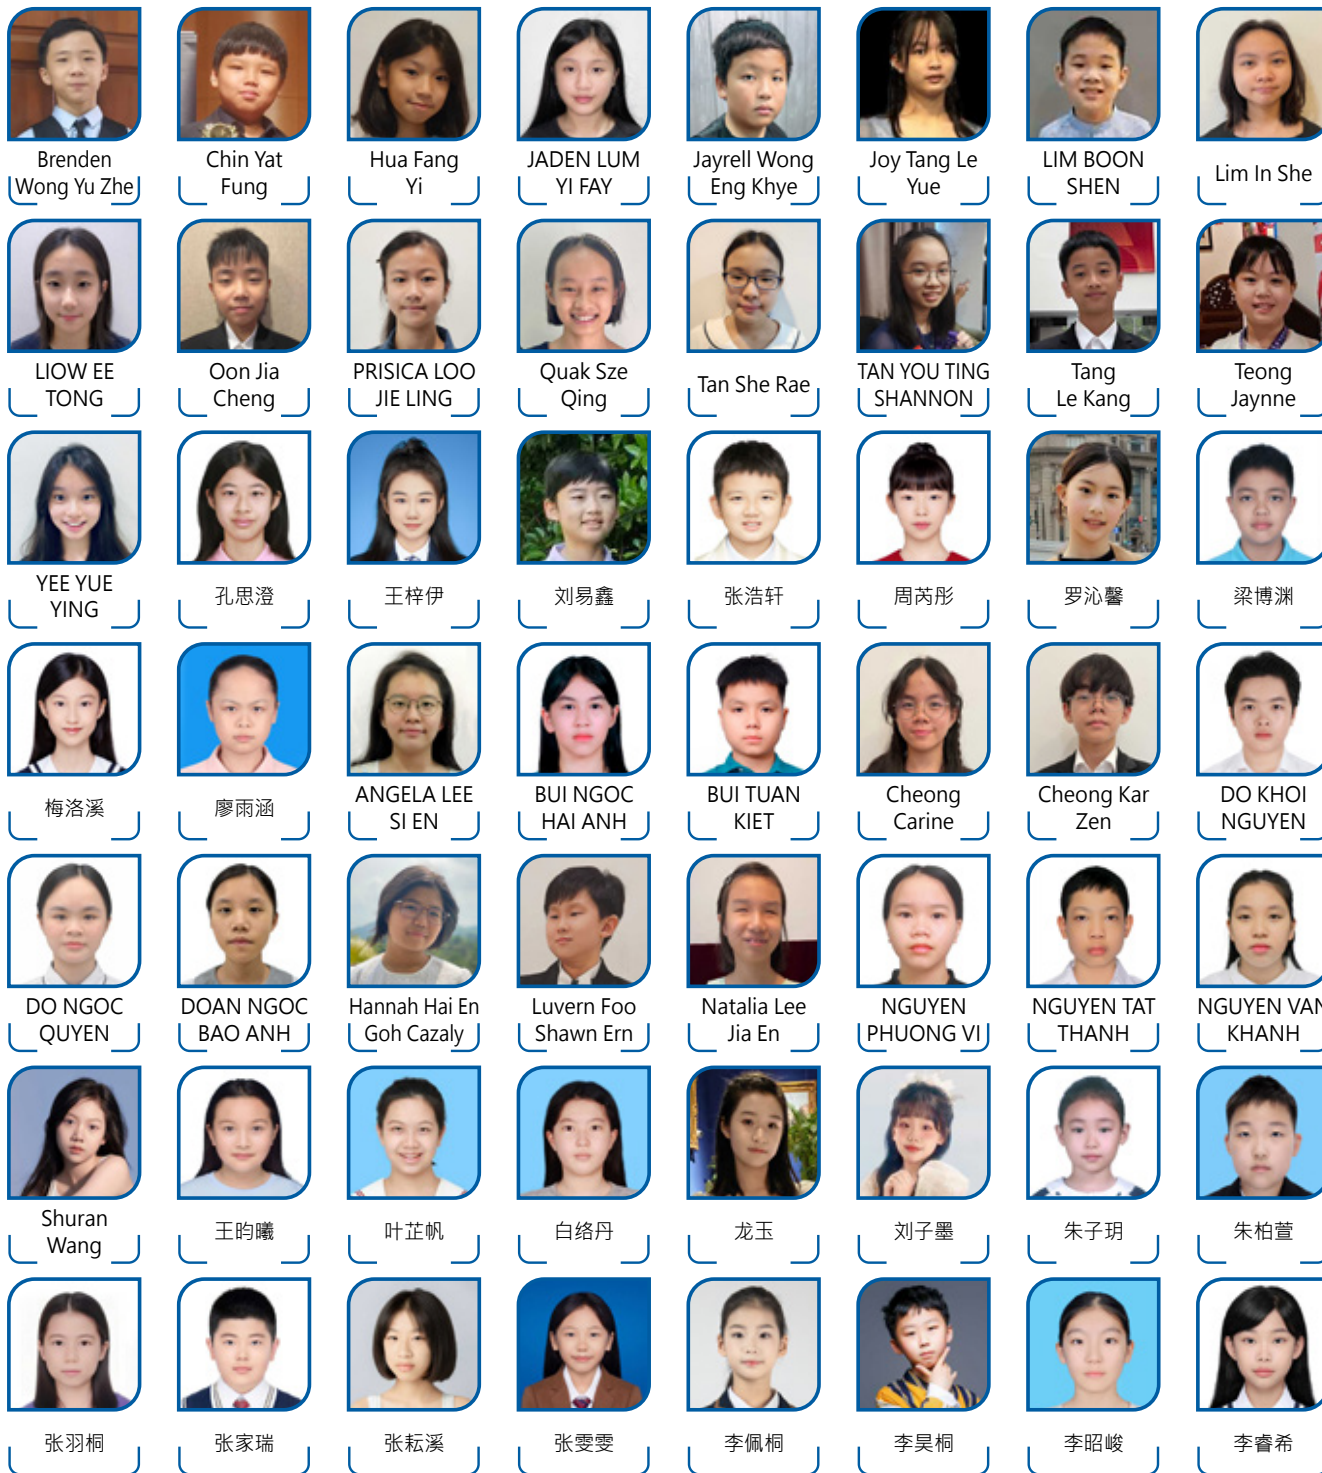 Brenden
Wong Yu Zhe
Chin Yat
Fung
Hua Fang
Yi
JADEN LUM
YI FAY
Jayrell Wong
Eng Khye
Joy Tang Le
Yue
LIM BOON
SHEN
Lim In She
LIOW EE
TONG
Oon Jia
Cheng
PRISICA LOO
JIE LING
Quak Sze
Qing
Tan She Rae
TAN YOU TING
SHANNON
Tang
Le Kang
Teong
Jaynne
YEE YUE
YING
孔思澄
王梓伊
刘易鑫
张浩轩
周芮彤
罗沁馨
梁博渊
梅洛溪
廖雨涵
ANGELA LEE
SI EN
BUI NGOC
HAI ANH
BUI TUAN
KIET
Cheong
Carine
Cheong Kar
Zen
DO KHOI
NGUYEN
DO NGOC
QUYEN
DOAN NGOC
BAO ANH
Hannah Hai En
Goh Cazaly
Luvern Foo
Shawn Ern
Natalia Lee
Jia En
NGUYEN
PHUONG VI
NGUYEN TAT
THANH
NGUYEN VAN
KHANH
Shuran
Wang
王昀曦
叶芷帆
白络丹
龙玉
刘子墨
朱子玥
朱柏萱
张羽桐
张家瑞
张耘溪
张雯雯
李佩桐
李昊桐
李昭峻
李睿希